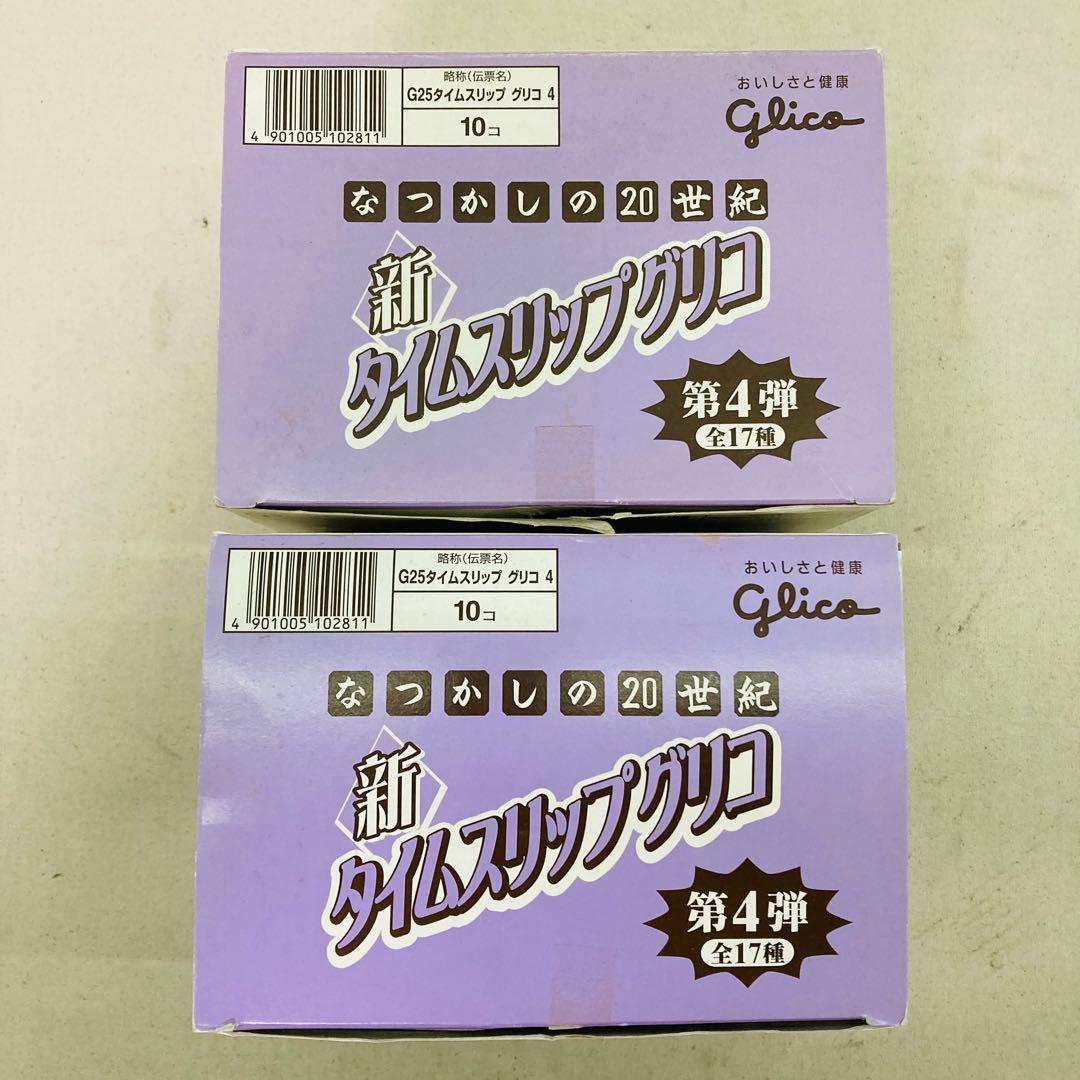 略称(伝票名)
G25タイムスリップ グリコ 4
10コ
4 901005 102811
おいしさと健康
Glico
なつかしの20世紀
新
タイムスリップグリコ
第4弾
全17種
略称(伝票名)
G25タイムスリップ グリコ 4
10コ
4 901005 102811
おいしさと健康
Glico
なつかしの20世紀
新
タイムスリップグリコ
第4弾
全17種